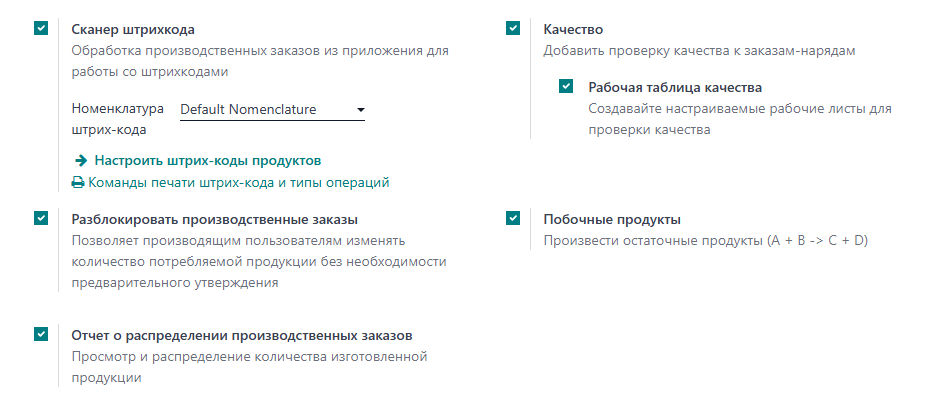 Сканер штрихкода
Обработка производственных заказов из приложения для
работы со штрихкодами
Номенклатура
штрих-кода
Default Nomenclature
Настроить штрих-коды продуктов
Команды печати штрих-кода и типы операций
Качество
Добавить проверку качества к заказам-нарядам
Рабочая таблица качества
Создавайте настраиваемые рабочие листы для
проверки качества
Разблокировать производственные заказы
Позволяет производящим пользователям изменять
количество потребляемой продукции без необходимости
предварительного утверждения
Побочные продукты
Произвести остаточные продукты (A + B -> C + D)
Отчет о распределении производственных заказов
Просмотр и распределение количества изготовленной
продукции